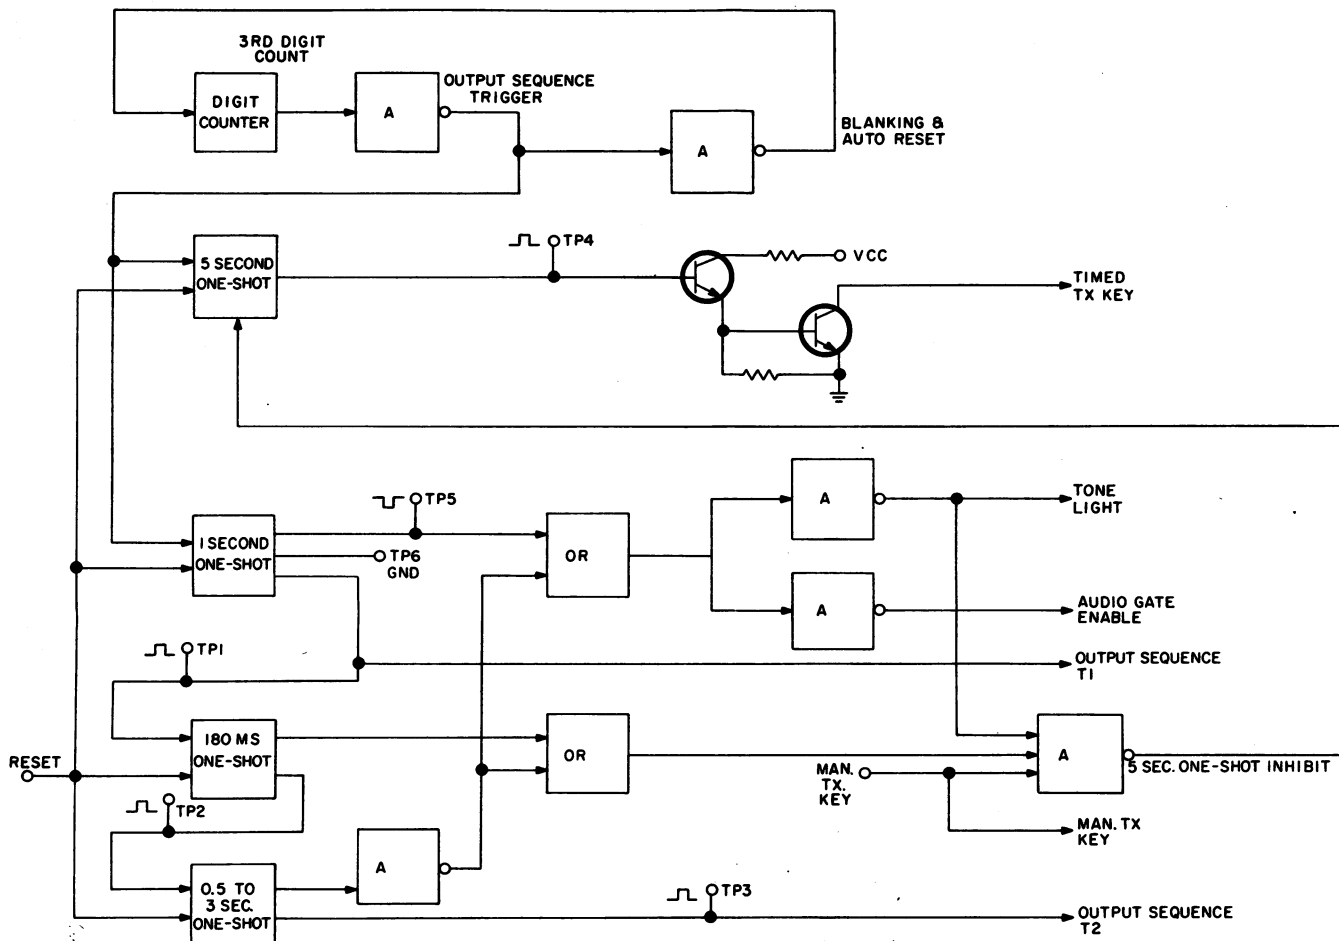 3RD DIGIT
COUNT
DIGIT
COUNTER
A
OUTPUT SEQUENCE
TRIGGER
A
BLANKING &
AUTO RESET
5 SECOND
ONE-SHOT
TP4
VCC
TIMED
TX KEY
1 SECOND
ONE-SHOT
TP5
TP6
GND
OR
A
TONE
LIGHT
A
AUDIO GATE
ENABLE
TP1
OUTPUT SEQUENCE
T1
RESET
180 MS
ONE-SHOT
OR
MAN.
TX.
KEY
A
5 SEC. ONE-SHOT INHIBIT
TP2
MAN. TX
KEY
0.5 TO
3 SEC.
ONE-SHOT
A
TP3
OUTPUT SEQUENCE
T2